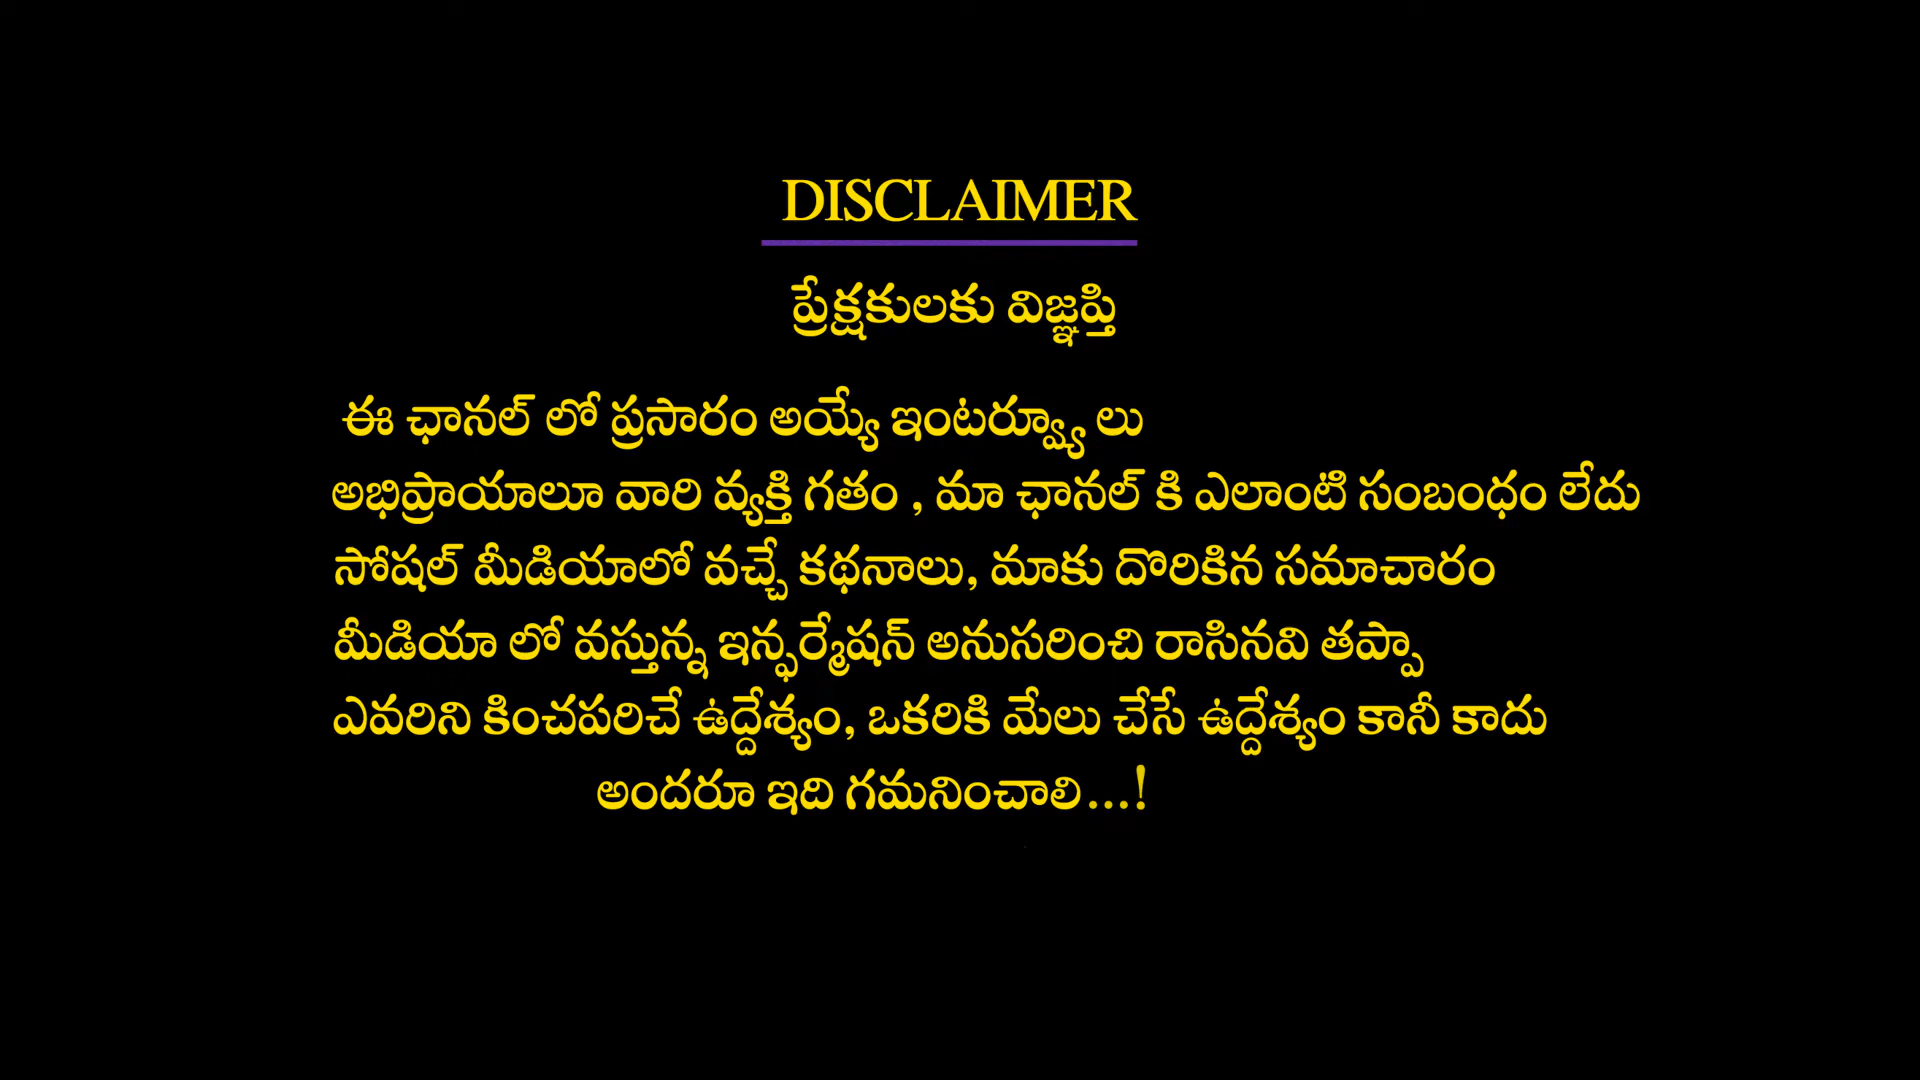 DISCLAIMER
ప్రేక్షకులకు విజ్ఞప్తి
ఈ ఛానల్ లో ప్రసారం అయ్యే ఇంటర్వ్యూ లు
అభిప్రాయాలూ వారి వ్యక్తి గతం , మా ఛానల్ కి ఎలాంటి సంబంధం లేదు
సోషల్ మీడియాలో వచ్చే కథనాలు, మాకు దొరికిన సమాచారం
మీడియా లో వస్తున్న ఇన్ఫర్మేషన్ అనుసరించి రాసినవి తప్పా
ఎవరిని కించపరిచే ఉద్దేశ్యం, ఒకరికి మేలు చేసే ఉద్దేశ్యం కానీ కాదు
అందరూ ఇది గమనించాలి...!